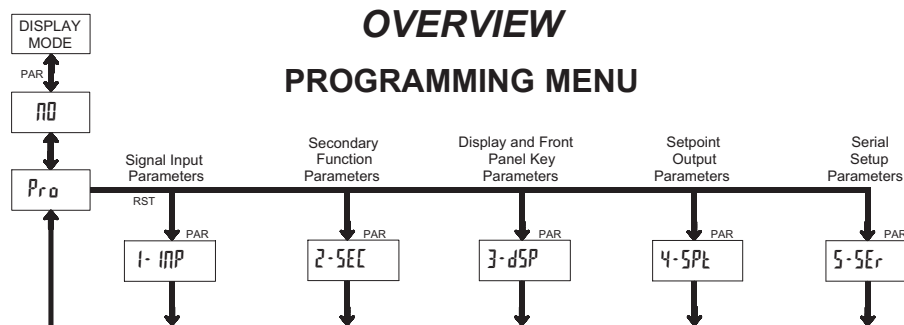 OVERVIEW
PROGRAMMING MENU
DISPLAY
MODE
PAR
NO
Pro
RST
Signal Input
Parameters
PAR
1-INP
Secondary
Function
Parameters
PAR
2-SEC
Display and Front
Panel Key
Parameters
PAR
3-dSP
Setpoint
Output
Parameters
PAR
4-SPt
Serial
Setup
Parameters
PAR
5-SEr